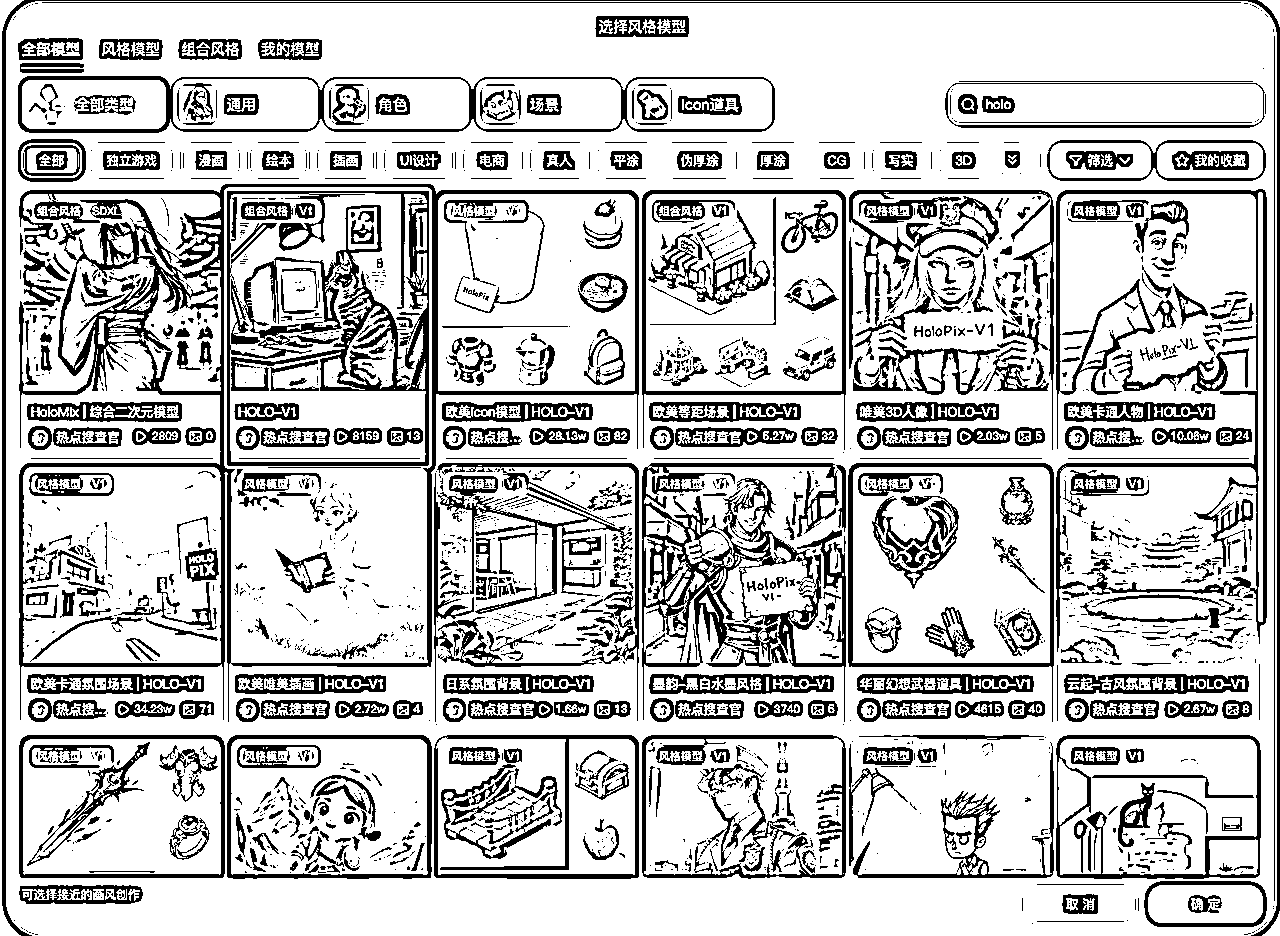 选择风格模型
全部模型 风格模型 组合风格 我的模型
全部类型 通用 角色 场景 Icon道具 holo
全部 独立游戏 漫画 绘本 插画 UI设计 电商 真人 平涂 伪厚涂 厚涂 CG 写实 3D 筛选 我的收藏
组合风格 SDXL 组合风格 V1 风格模型 V1 组合风格 V1 风格模型 V1 风格模型 V1
HoloPix
HoloPix-V1
HoloPix-V1
HoloMix | 综合二次元模型 HOLO-V1 欧美Icon模型 | HOLO-V1 欧美等距场景 | HOLO-V1 唯美3D人像 | HOLO-V1 欧美卡通人物 | HOLO-V1
热点搜查官 2809 0 热点搜查官 8159 13 热点搜... 28.13w 82 热点搜查官 5.27w 32 热点搜查官 2.03w 5 热点搜... 10.08w 24
风格模型 V1 风格模型 V1 风格模型 V1 风格模型 V1 风格模型 V1 风格模型 V1
HOLO
PIX
HoloPix-
V1-
欧美卡通氛围场景 | HOLO-V1 欧美唯美插画 | HOLO-V1 日系氛围背景 | HOLO-V1 墨韵-黑白水墨风格 | HOLO-V1 华丽幻想武器道具 | HOLO-V1 云起-古风氛围背景 | HOLO-V1
热点搜... 34.23w 71 热点搜查官 2.72w 4 热点搜查官 1.66w 13 热点搜查官 3740 6 热点搜查官 4615 40 热点搜查官 2.67w 8
风格模型 V1 风格模型 V1 风格模型 V1 风格模型 V1 风格模型 V1 风格模型 V1
可选择接近的画风创作
取消 确定